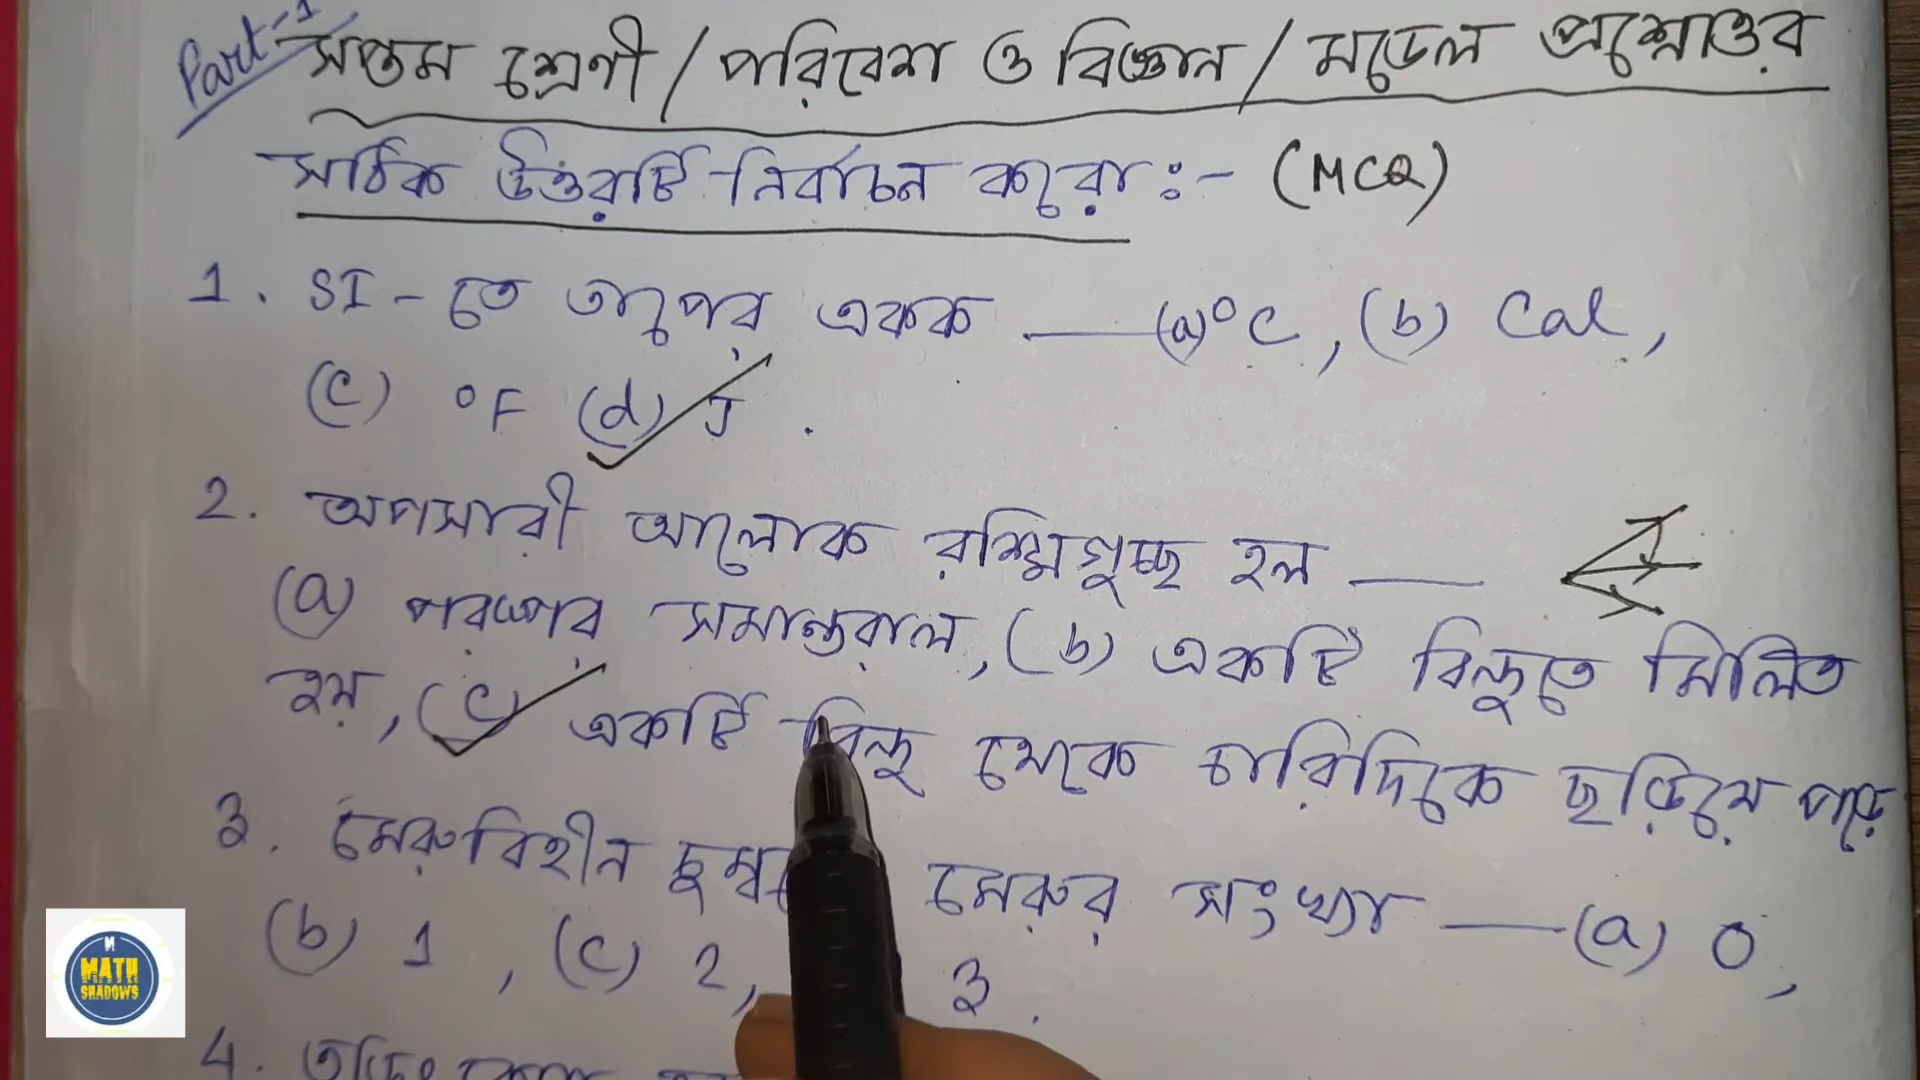 Part-1
সপ্তম শ্রেণী / পরিবেশ ও বিজ্ঞান / মডেল প্রশ্নোত্তর
সঠিক উত্তরটি নির্বাচন করো:- (MCQ)
1. SI-তে তাপের একক — (a) °C, (b) Cal,
(c) °F (d) J.
2. অপসারী আলোক রশ্মিগুচ্ছ হল —
(a) পরস্পর সমান্তরাল, (b) একটি বিন্দুতে মিলিত
হয়, (c) একটি বিন্দু থেকে চারিদিকে ছড়িয়ে পড়ে
3. মেরুবিহীন মেরুর সংখ্যা — (a) 0,
(b) 1, (c) 2, 3.
4. তড়িৎ
M
MATH
SHADOWS